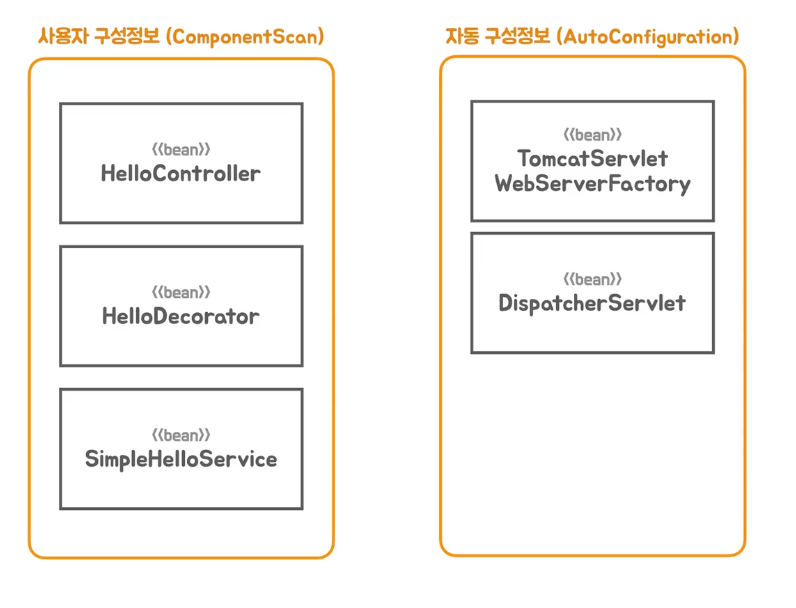 사용자 구성정보 (ComponentScan)
<<bean>>
HelloController
<<bean>>
HelloDecorator
<<bean>>
SimpleHelloService
자동 구성정보 (AutoConfiguration)
<<bean>>
TomcatServlet
WebServerFactory
<<bean>>
DispatcherServlet